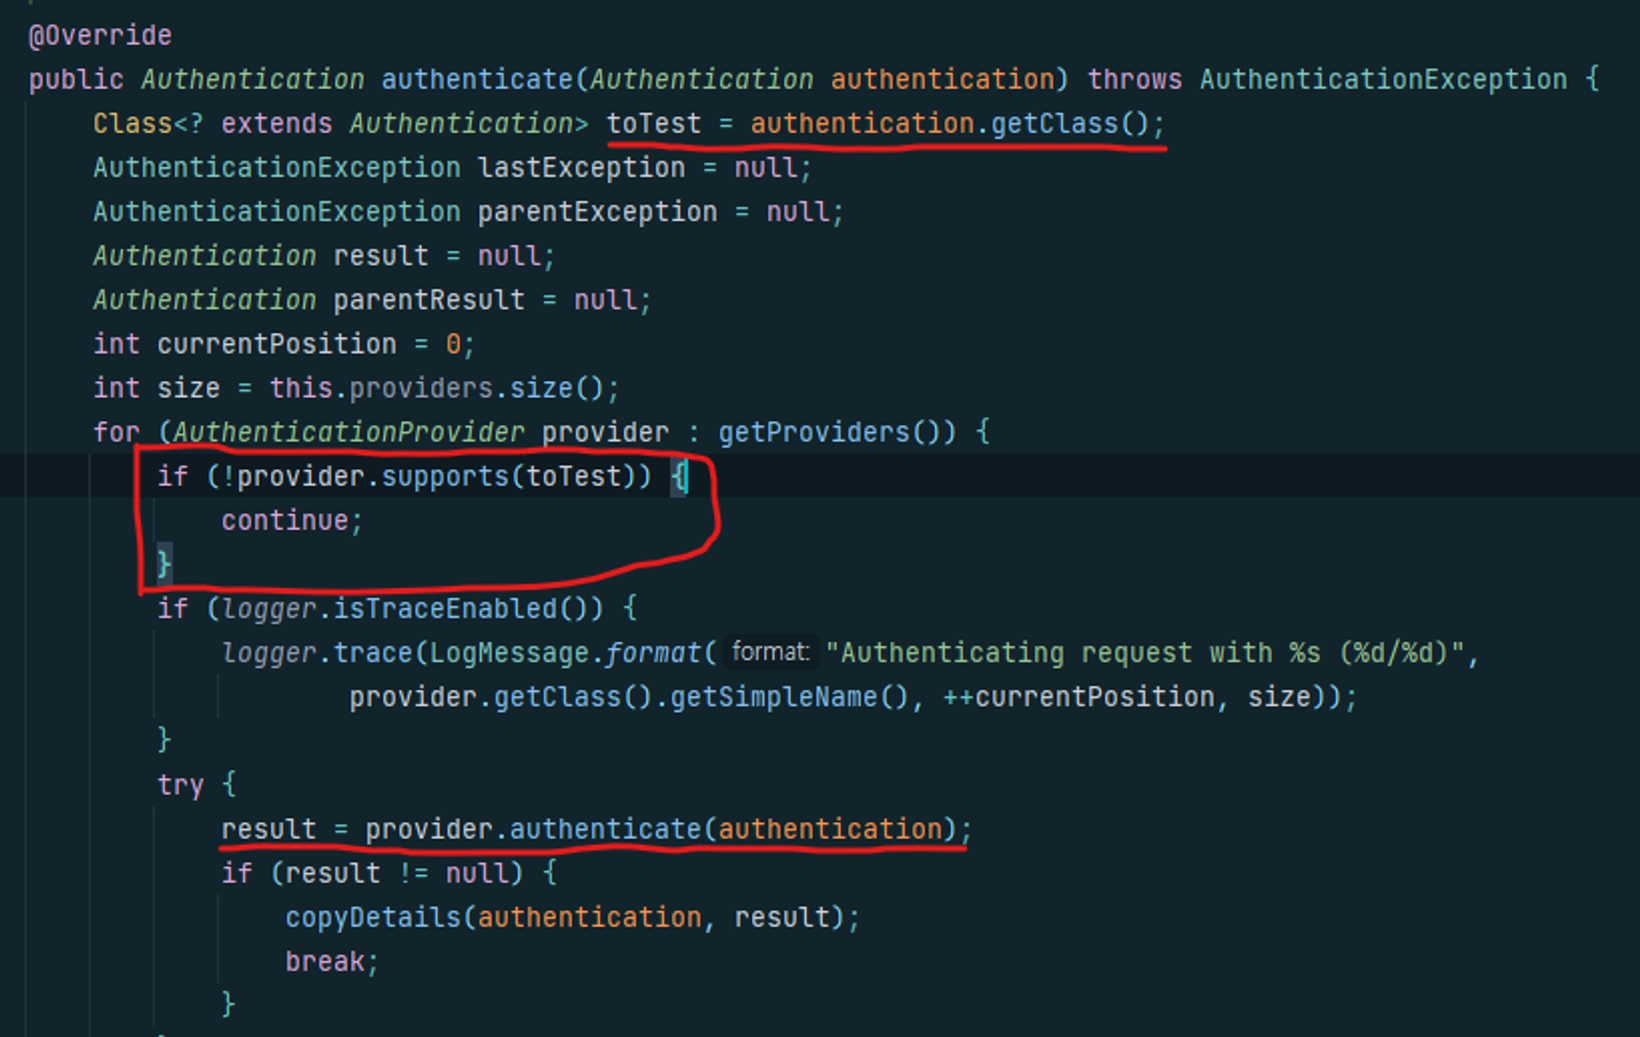 @Override
public Authentication authenticate(Authentication authentication) throws AuthenticationException {
Class<? extends Authentication> toTest = authentication.getClass();
AuthenticationException lastException = null;
AuthenticationException parentException = null;
Authentication result = null;
Authentication parentResult = null;
int currentPosition = 0;
int size = this.providers.size();
for (AuthenticationProvider provider : getProviders()) {
if (!provider.supports(toTest)) {
continue;
}
if (logger.isTraceEnabled()) {
logger.trace(LogMessage.format( format: "Authenticating request with %s (%d/%d)",
provider.getClass().getSimpleName(), ++currentPosition, size));
}
try {
result = provider.authenticate(authentication);
if (result != null) {
copyDetails(authentication, result);
break;
}